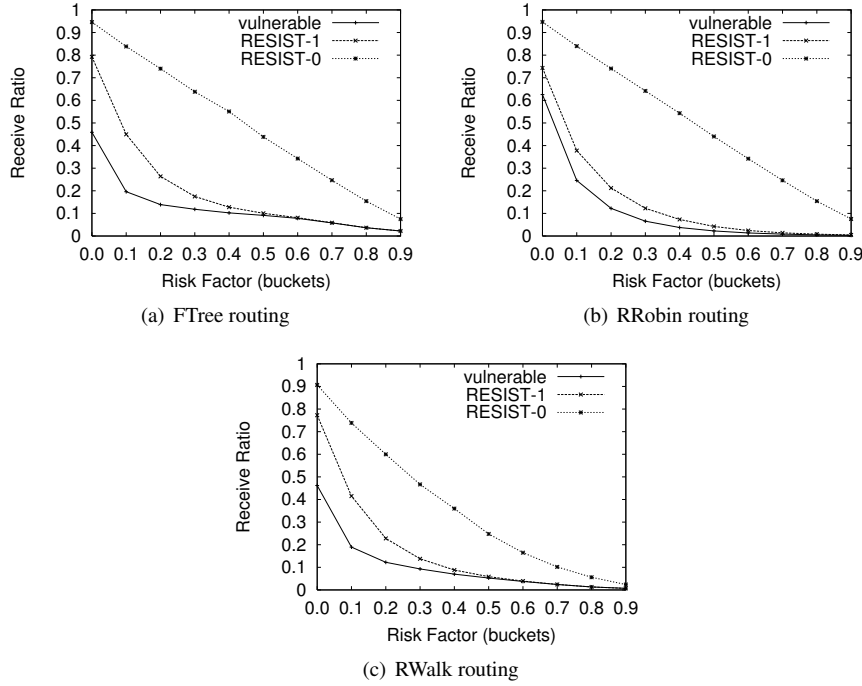 1
0.9
0.8
0.7
0.6
0.5
0.4
0.3
0.2
0.1
0
Receive Ratio
vulnerable
RESIST-1
RESIST-0
0.0 0.1 0.2 0.3 0.4 0.5 0.6 0.7 0.8 0.9
Risk Factor (buckets)
(a) FTree routing
1
0.9
0.8
0.7
0.6
0.5
0.4
0.3
0.2
0.1
0
Receive Ratio
vulnerable
RESIST-1
RESIST-0
0.0 0.1 0.2 0.3 0.4 0.5 0.6 0.7 0.8 0.9
Risk Factor (buckets)
(b) RRobin routing
1
0.9
0.8
0.7
0.6
0.5
0.4
0.3
0.2
0.1
0
Receive Ratio
vulnerable
RESIST-1
RESIST-0
0.0 0.1 0.2 0.3 0.4 0.5 0.6 0.7 0.8 0.9
Risk Factor (buckets)
(c) RWalk routing